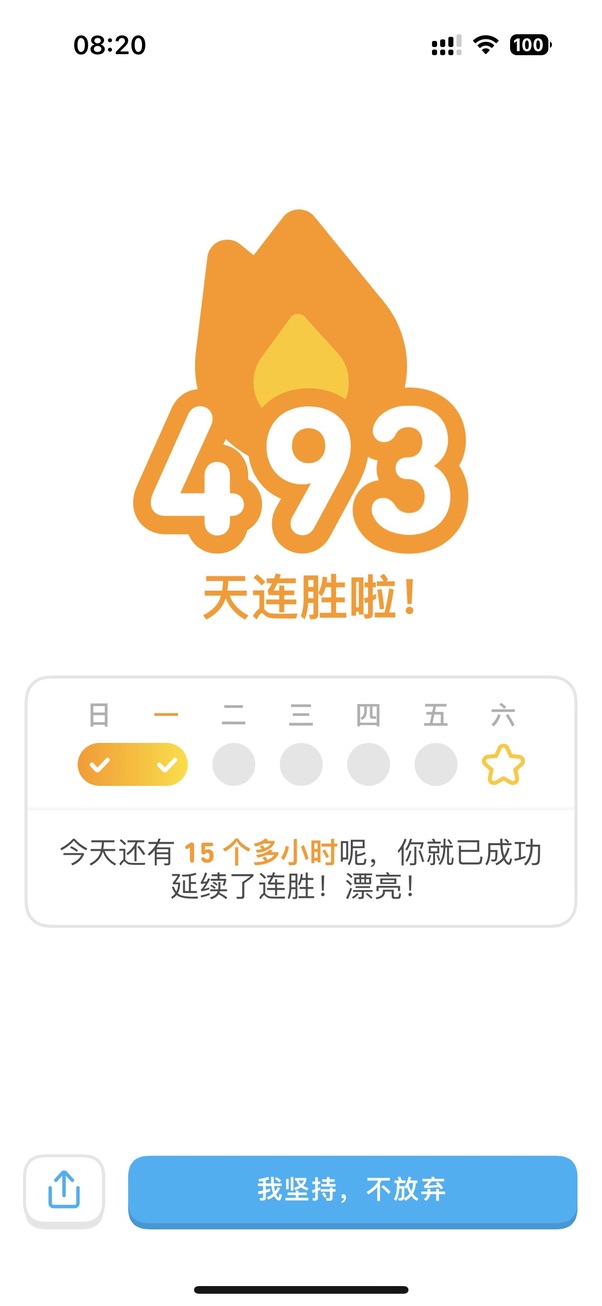 08:20
100
493
天连胜啦！
日 一 二 三 四 五 六
今天还有 15 个多小时呢，你就已成功
延续了连胜！漂亮！
我坚持，不放弃